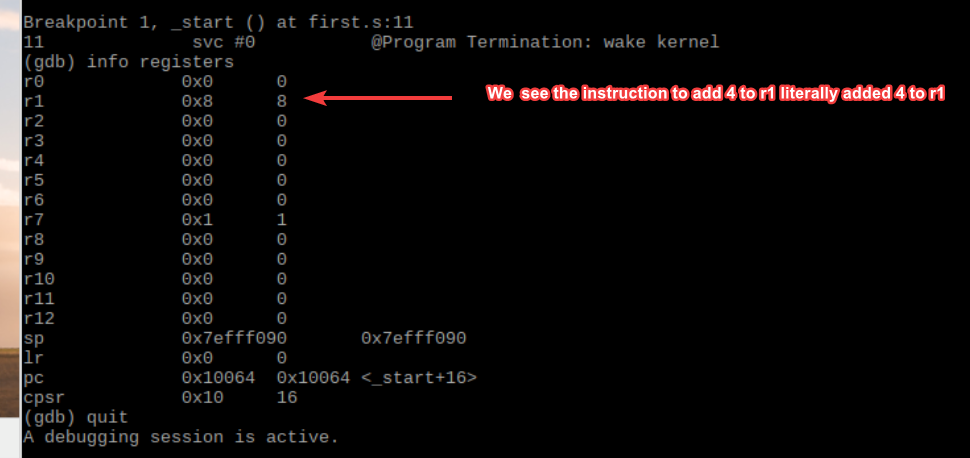 Breakpoint 1, _start () at first.s:11
11              svc #0           @Program Termination: wake kernel
(gdb) info registers
r0             0x0      0
r1             0x8      8
We see the instruction to add 4 to r1 literally added 4 to r1
r2             0x0      0
r3             0x0      0
r4             0x0      0
r5             0x0      0
r6             0x0      0
r7             0x1      1
r8             0x0      0
r9             0x0      0
r10            0x0      0
r11            0x0      0
r12            0x0      0
sp             0x7efff090       0x7efff090
lr             0x0      0
pc             0x10064  0x10064 <_start+16>
cpsr           0x10     16
(gdb) quit
A debugging session is active.